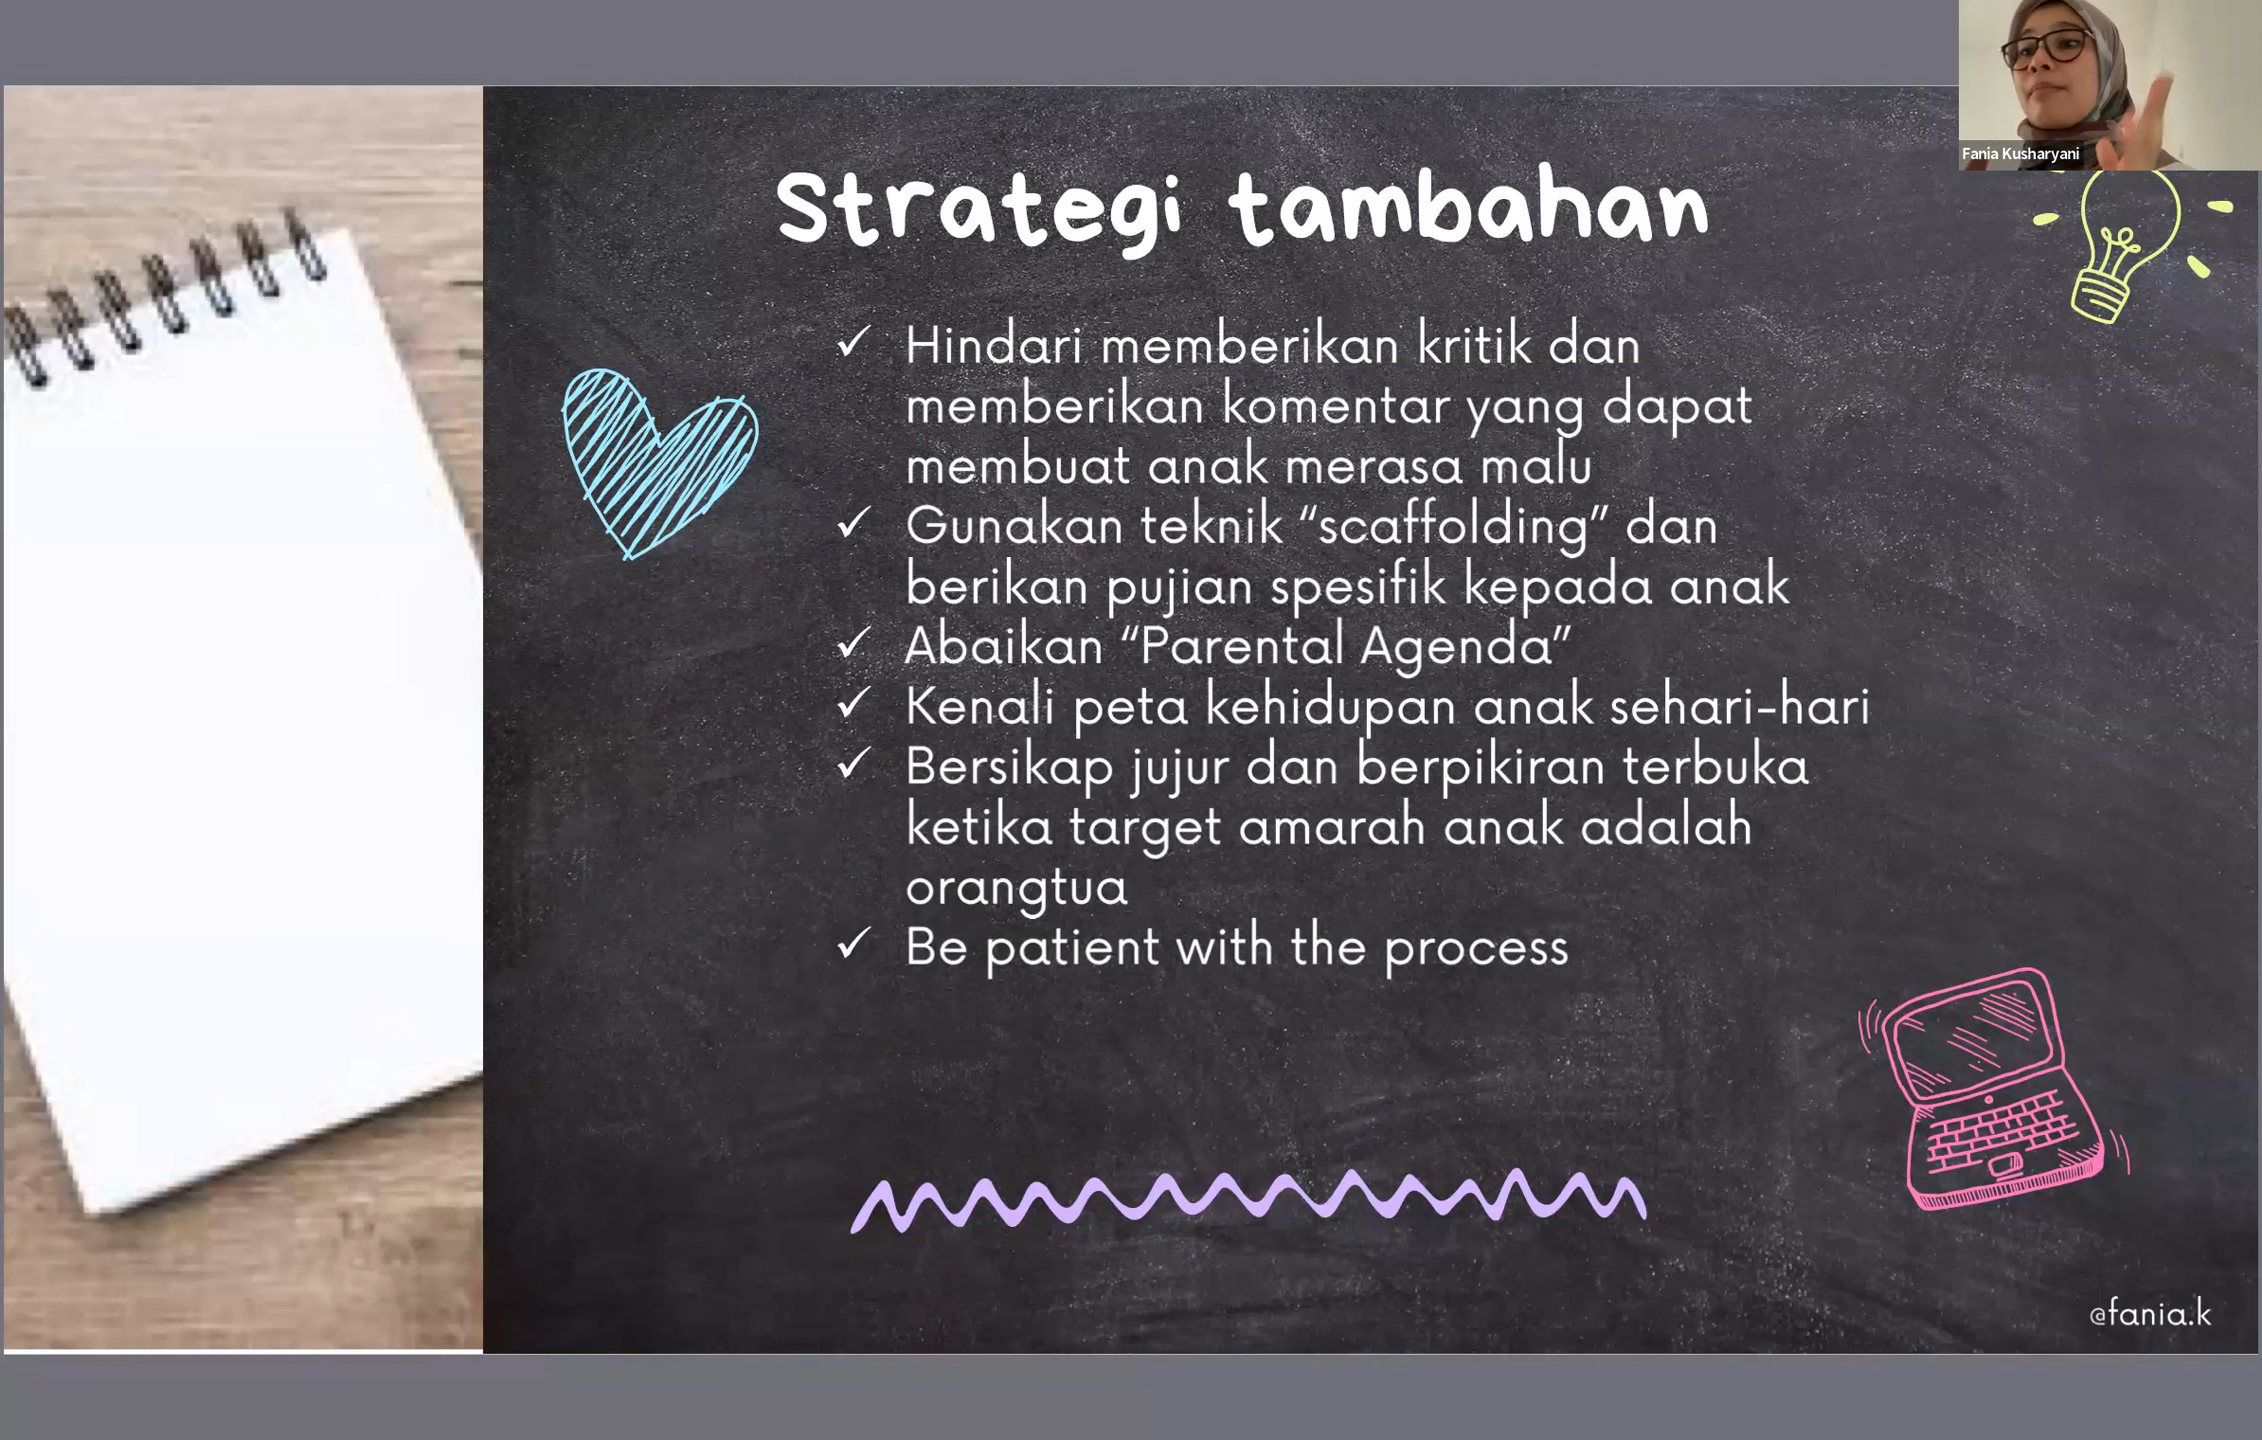 Fania Kusharyani
Strategi tambahan
✓ Hindari memberikan kritik dan
memberikan komentar yang dapat
membuat anak merasa malu
✓ Gunakan teknik “scaffolding” dan
berikan pujian spesifik kepada anak
✓ Abaikan “Parental Agenda”
✓ Kenali peta kehidupan anak sehari-hari
✓ Bersikap jujur dan berpikiran terbuka
ketika target amarah anak adalah
orangtua
✓ Be patient with the process
@fania.k